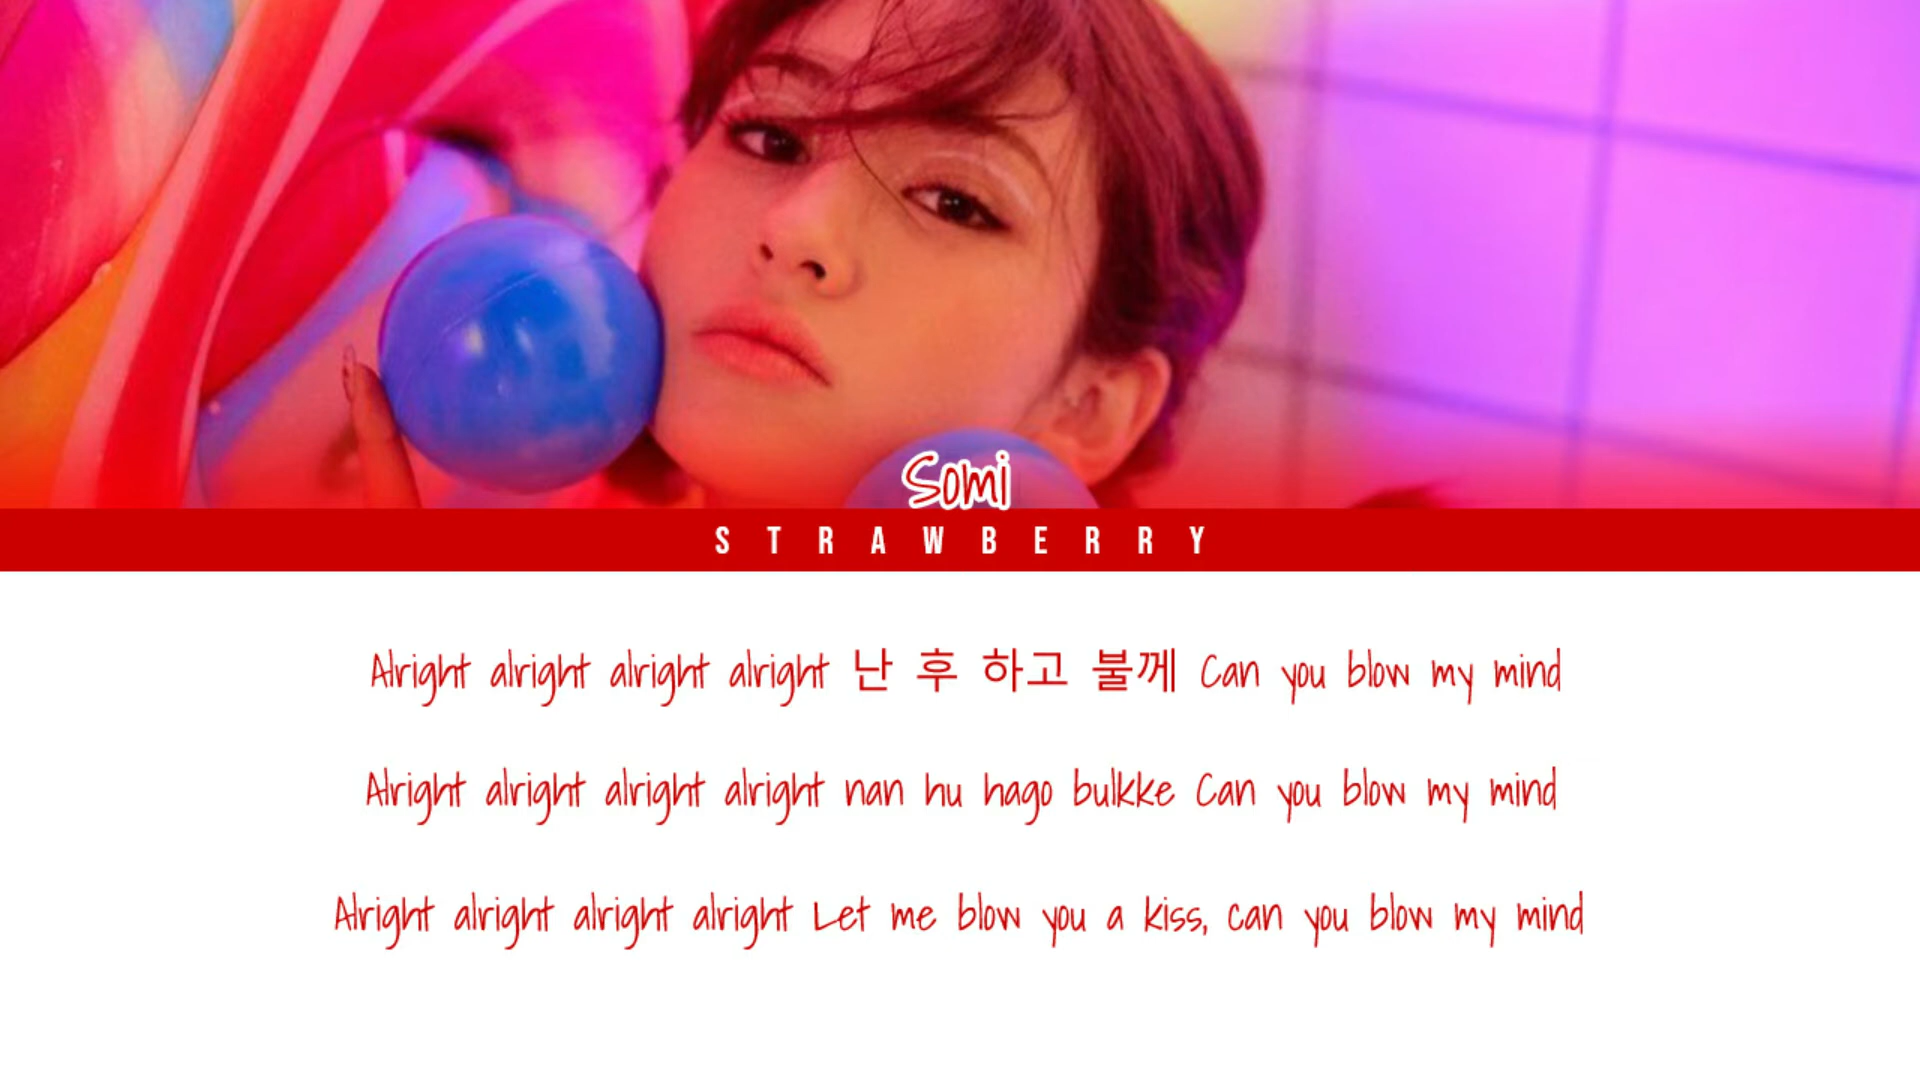 Somi
STRAWBERRY
Alright alright alright alright 난 후 하고 불께 Can you blow my mind
Alright alright alright alright nan hu hago bulkke Can you blow my mind
Alright alright alright alright Let me blow you a kiss, can you blow my mind